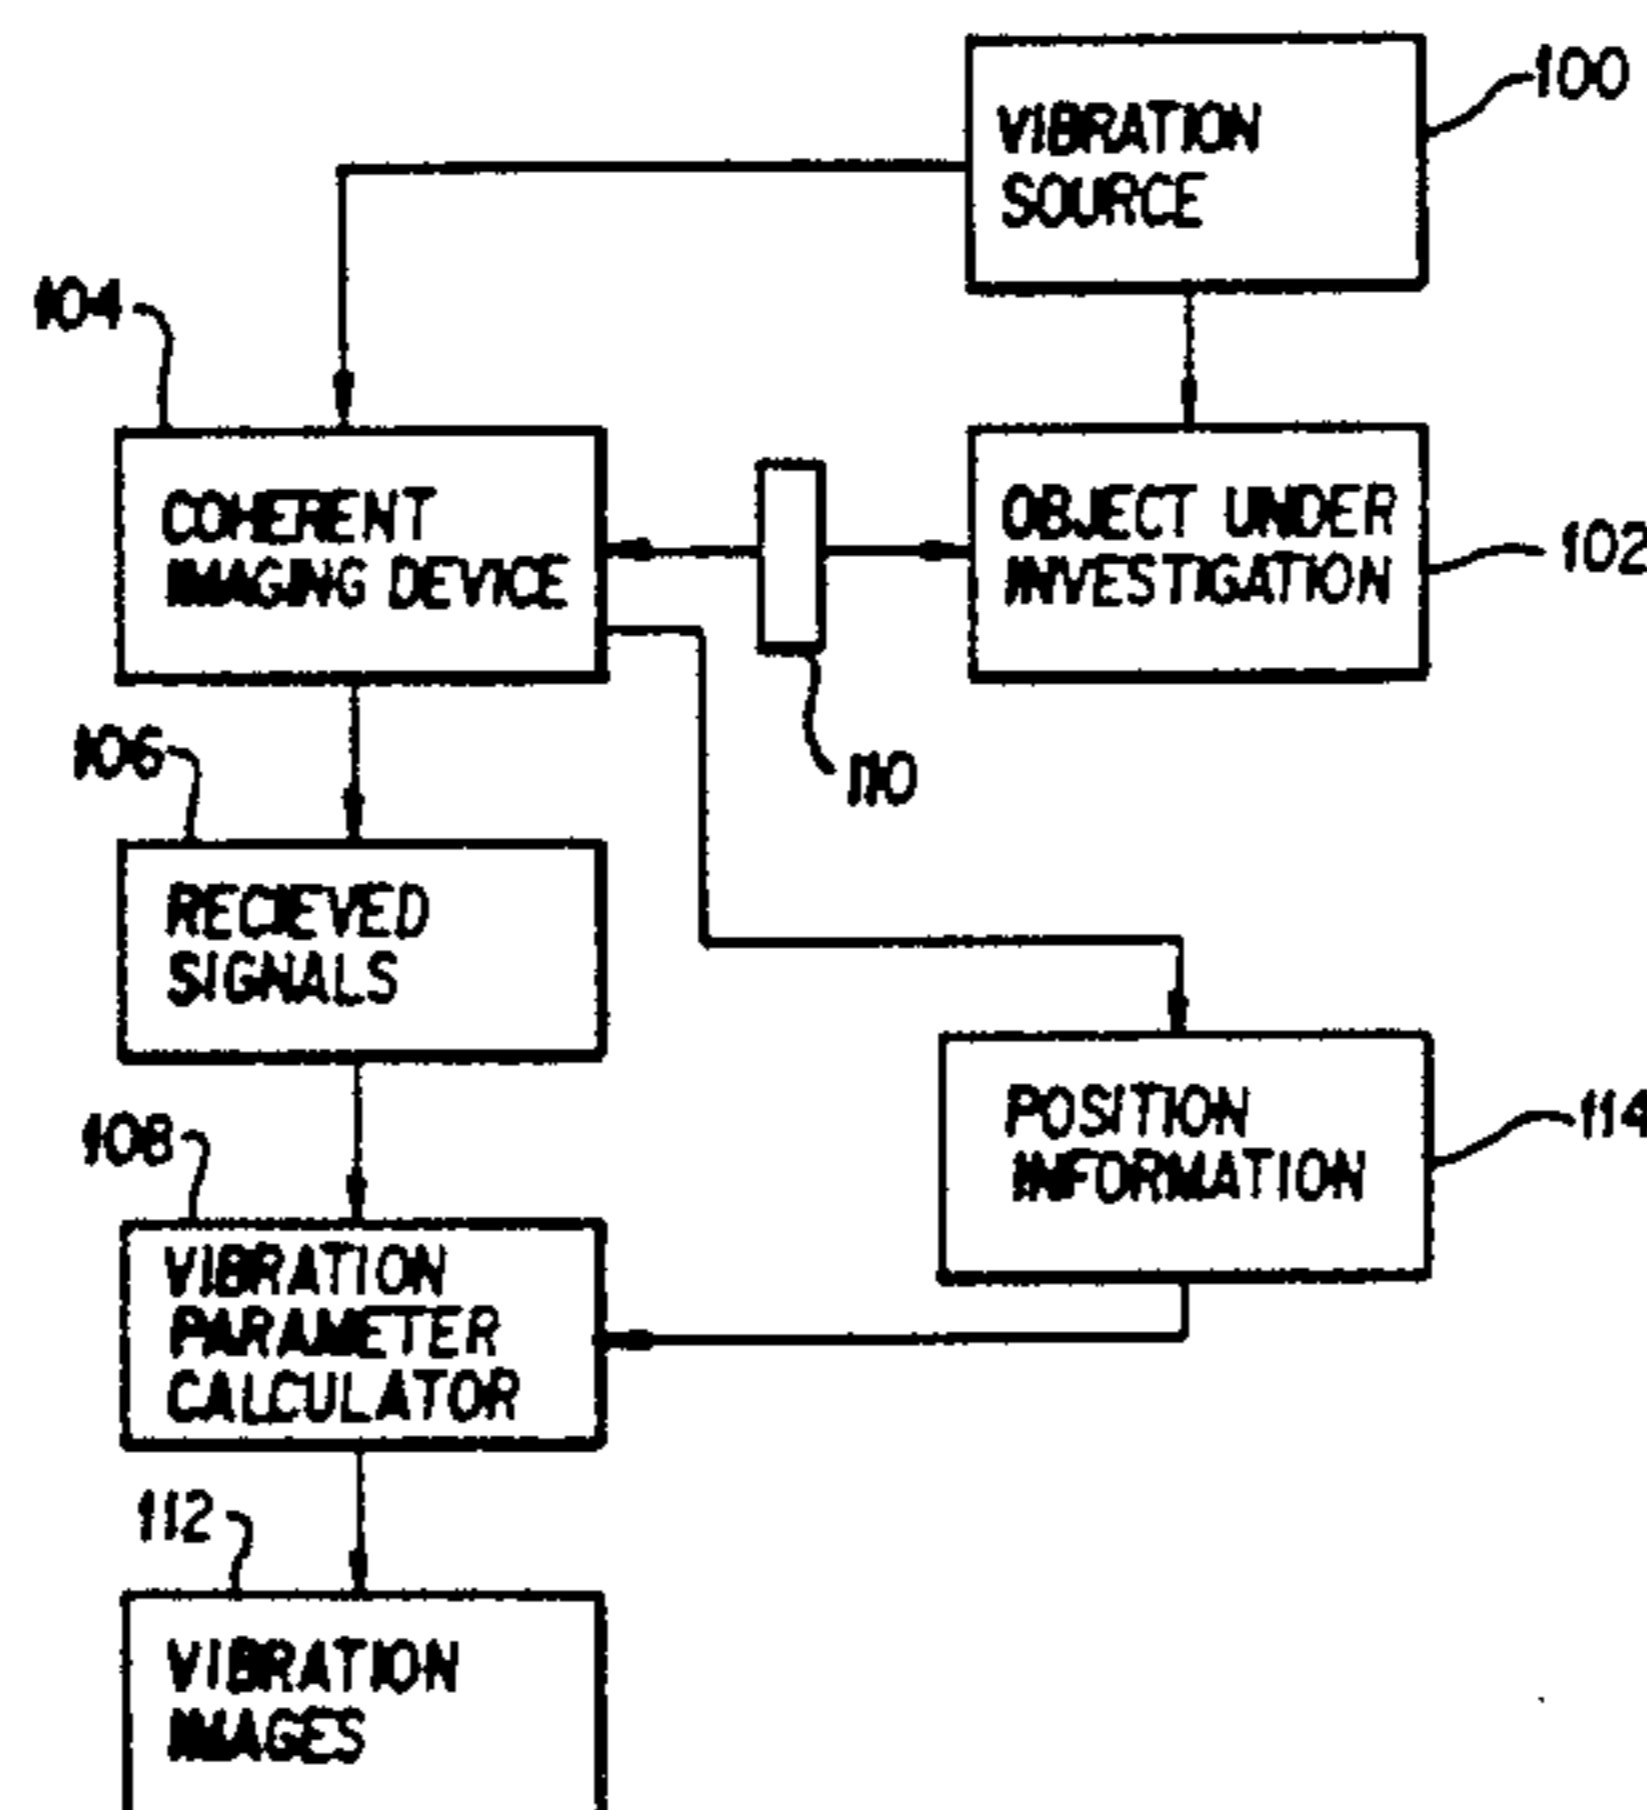 100
VIBRATION
SOURCE
104
COHERENT
IMAGING DEVICE
OBJECT UNDER
INVESTIGATION
102
110
106
RECIEVED
SIGNALS
POSITION
INFORMATION
114
108
VIBRATION
PARAMETER
CALCULATOR
112
VIBRATION
IMAGES